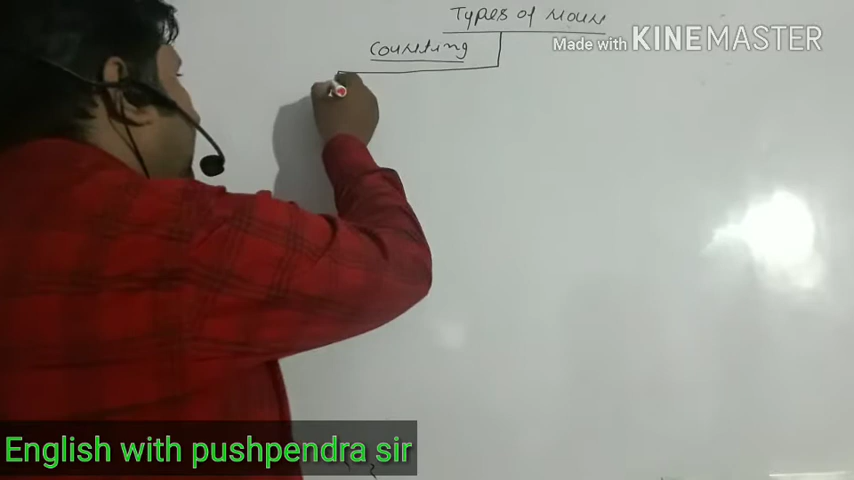 Types of Noun
Counting
Made with KINEMASTER
English with pushpendra sir